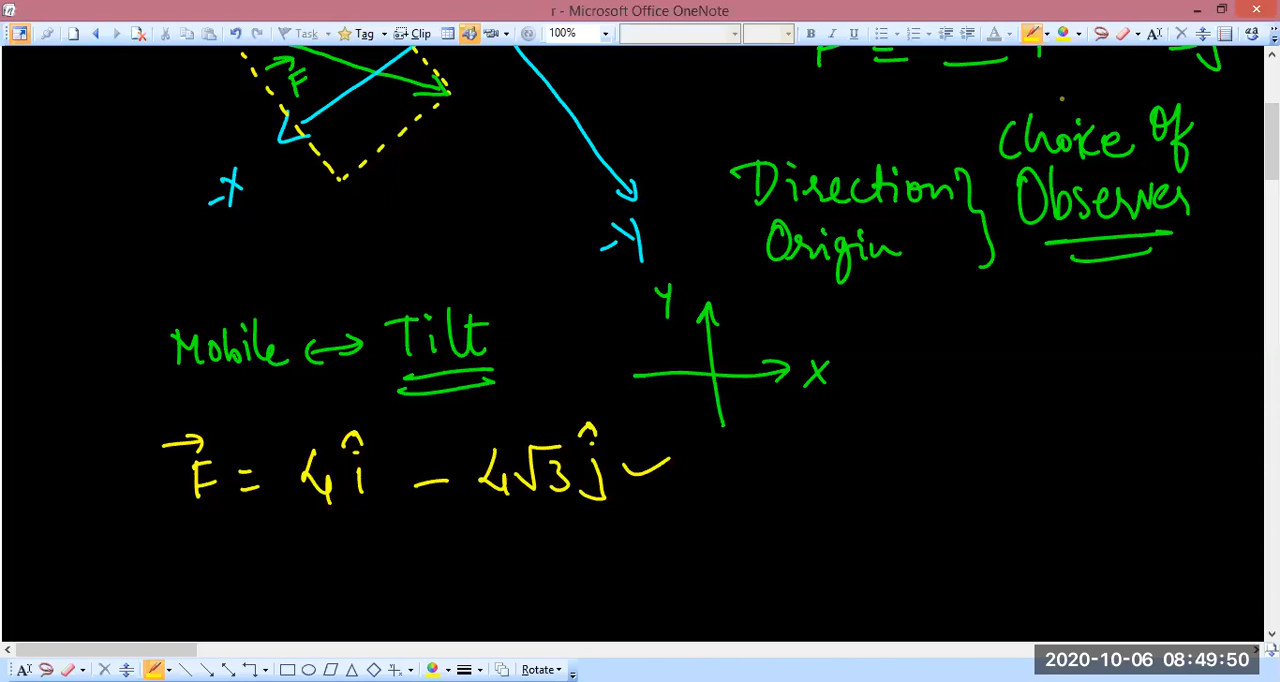 r - Microsoft Office OneNote
100%
Task
Tag
Clip
B I U
A
F
Choice Of
Observer
Direction
Origin
-X
-Y
Mobile ↔ Tilt
Y
X
F = 4î - 4√3ĵ ✓
Rotate
2020-10-06 08:49:50